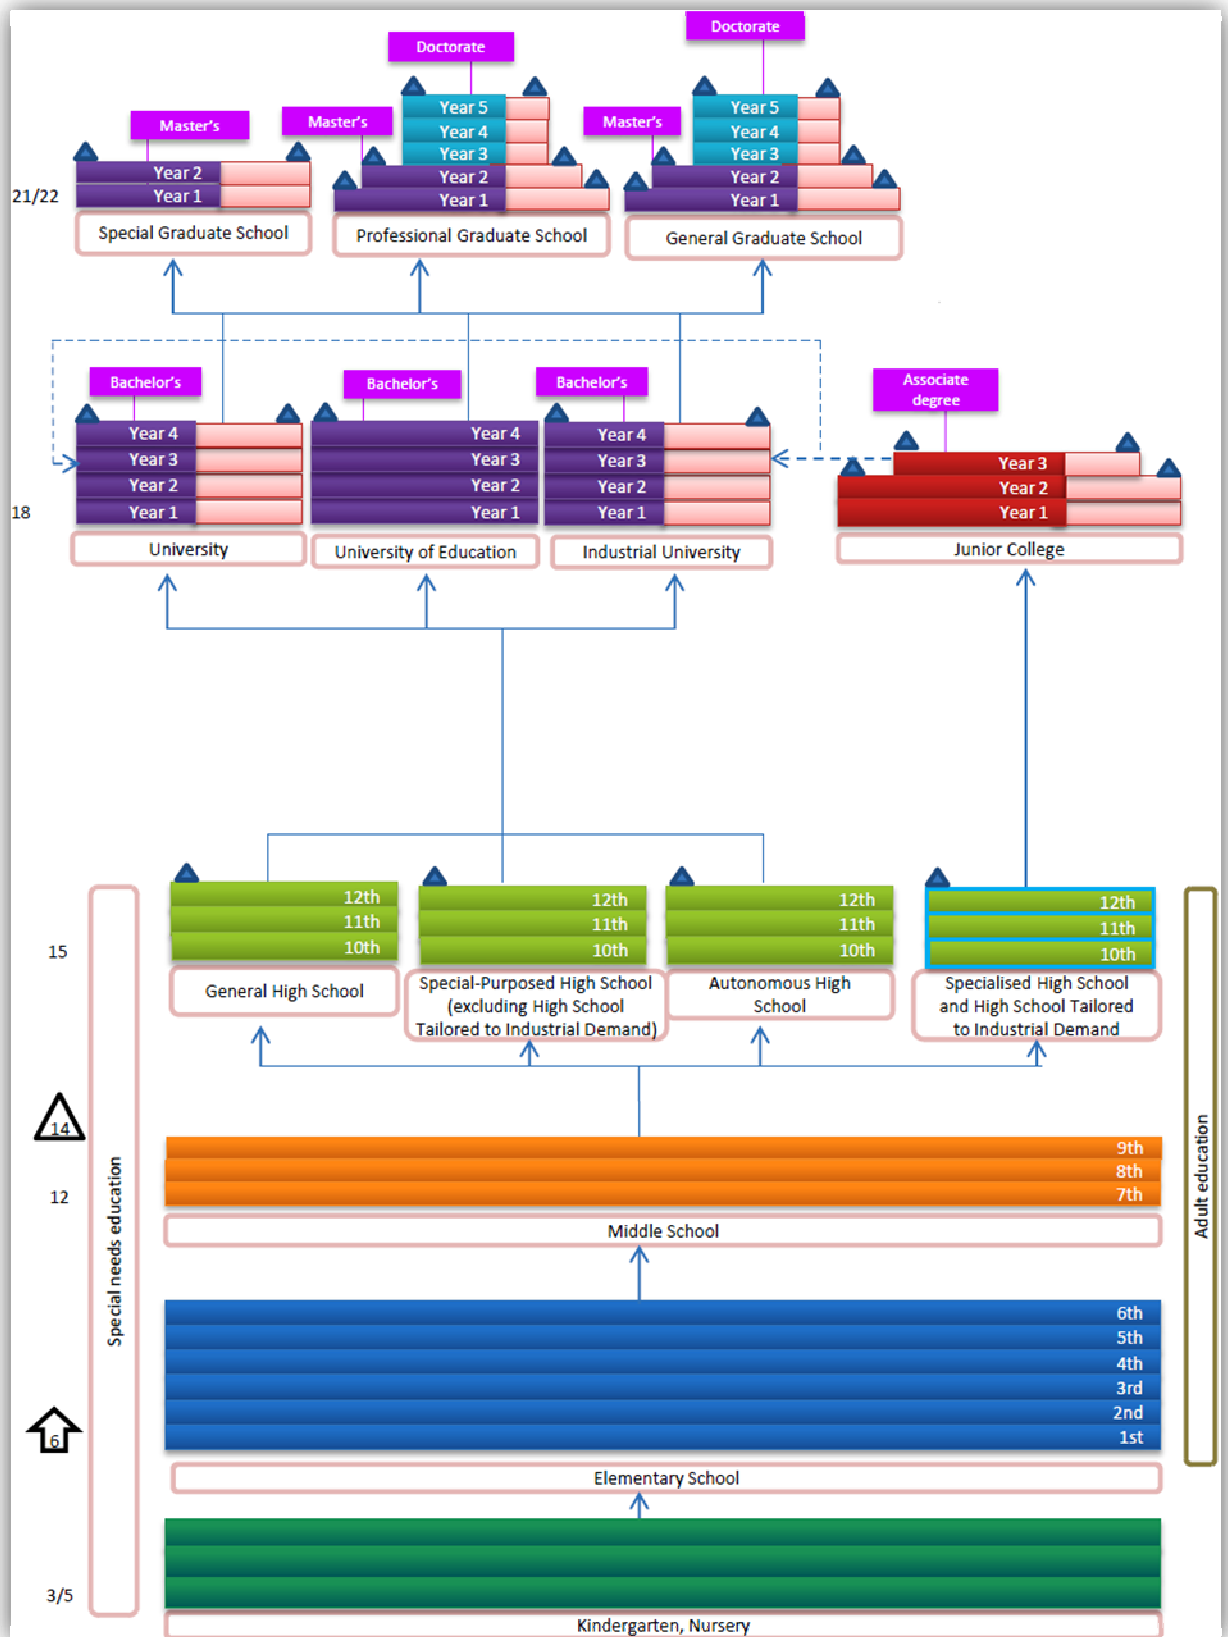 Doctorate
Doctorate
Master's
Master's
Master's
Year 5
Year 4
Year 3
Year 2
Year 1
Year 5
Year 4
Year 3
Year 2
Year 1
Year 2
Year 1
21/22
Special Graduate School
Professional Graduate School
General Graduate School
Bachelor's
Bachelor's
Bachelor's
Associate
degree
Year 4
Year 3
Year 2
Year 1
Year 4
Year 3
Year 2
Year 1
Year 4
Year 3
Year 2
Year 1
Year 3
Year 2
Year 1
18
University
University of Education
Industrial University
Junior College
12th
11th
10th
12th
11th
10th
12th
11th
10th
12th
11th
10th
15
General High School
Special-Purposed High School
(excluding High School
Tailored to Industrial Demand)
Autonomous High
School
Specialised High School
and High School Tailored
to Industrial Demand
14
9th
8th
7th
12
Middle School
Special needs education
Adult education
6th
5th
4th
3rd
2nd
1st
6
Elementary School
3/5
Kindergarten, Nursery